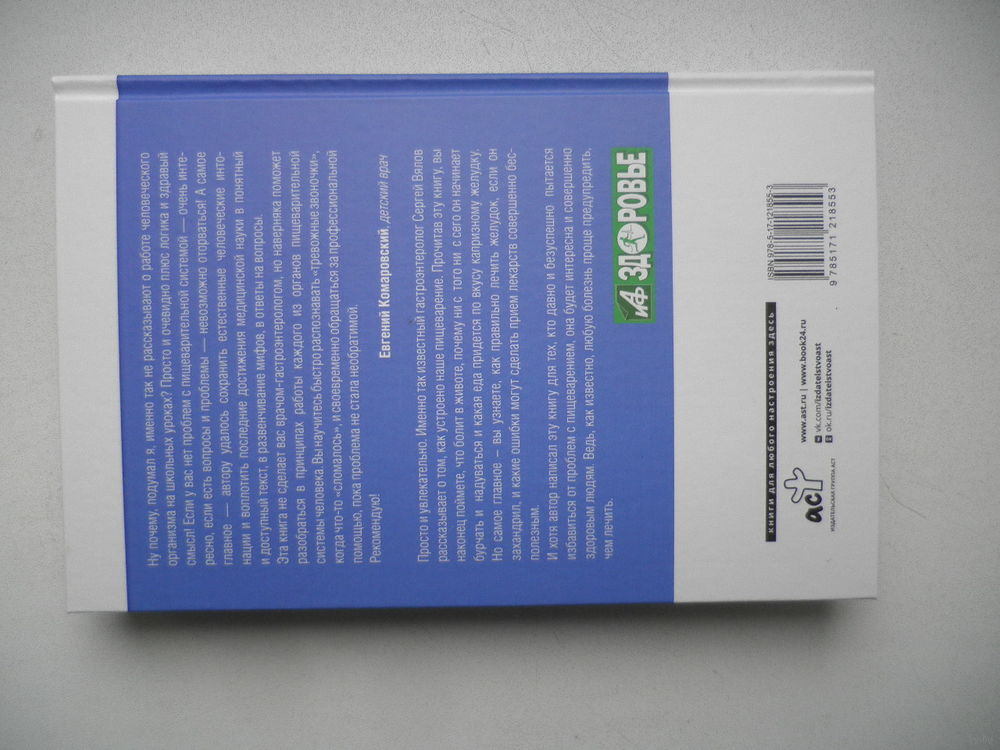 Ну почему, подумал я, именно так не рассказывают о работе человеческого
организма на школьных уроках? Просто и очевидно плюс логика и здравый
смысл! Если у вас нет проблем с пищеварительной системой — очень инте-
ресно, если есть вопросы и проблемы — невозможно оторваться! А самое
главное — автору удалось сохранить естественные человеческие инто-
нации и воплотить последние достижения медицинской науки в понятный
и доступный текст, в развенчивание мифов, в ответы на вопросы.
Эта книга не сделает вас врачом-гастроэнтерологом, но наверняка поможет
разобраться в принципах работы каждого из органов пищеварительной
системы человека. Вы научитесь быстро распознавать «тревожные звоночки»,
когда что-то «сломалось», и своевременно обращаться за профессиональной
помощью, пока проблема не стала необратимой.
Рекомендую!
Евгений Комаровский, детский врач
Просто и увлекательно. Именно так известный гастроэнтеролог Сергей Вялов
рассказывает о том, как устроено наше пищеварение. Прочитав эту книгу, вы
наконец поймете, что болит в животе, почему ни с того ни с сего он начинает
бурчать и надуваться и какая еда придется по вкусу капризному желудку.
Но самое главное – вы узнаете, как правильно лечить желудок, если он
захандрил, и какие ошибки могут сделать прием лекарств совершенно бес-
полезным.
И хотя автор написал эту книгу для тех, кто давно и безуспешно пытается
избавиться от проблем с пищеварением, она будет интересна и совершенно
здоровым людям. Ведь, как известно, любую болезнь проще предупредить,
чем лечить.
АиФ ЗДОРОВЬЕ
книги для любого настроения здесь
аст
ИЗДАТЕЛЬСКАЯ ГРУППА АСТ
www.ast.ru | www.book24.ru
vk.com/izdatelstvoast
ok.ru/izdatelstvoast
ISBN 978-5-17-121855-3
9 785171 218553